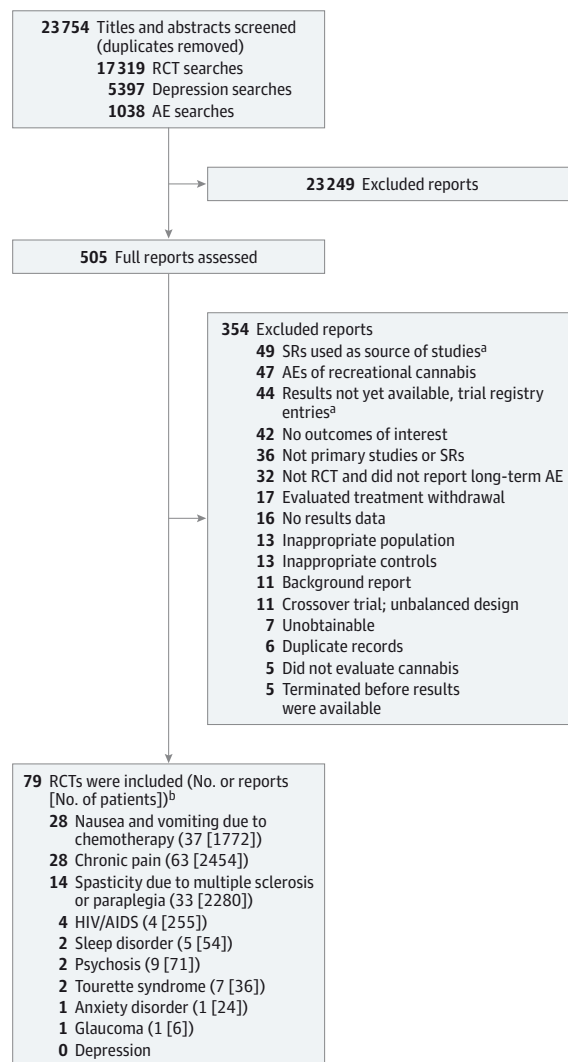 23 754 Titles and abstracts screened
(duplicates removed)
17 319 RCT searches
5397 Depression searches
1038 AE searches
23 249 Excluded reports
505 Full reports assessed
354 Excluded reports
49 SRs used as source of studiesᵃ
47 AEs of recreational cannabis
44 Results not yet available, trial registry
entriesᵃ
42 No outcomes of interest
36 Not primary studies or SRs
32 Not RCT and did not report long-term AE
17 Evaluated treatment withdrawal
16 No results data
13 Inappropriate population
13 Inappropriate controls
11 Background report
11 Crossover trial; unbalanced design
7 Unobtainable
6 Duplicate records
5 Did not evaluate cannabis
5 Terminated before results
were available
79 RCTs were included (No. or reports
[No. of patients])ᵇ
28 Nausea and vomiting due to
chemotherapy (37 [1772])
28 Chronic pain (63 [2454])
14 Spasticity due to multiple sclerosis
or paraplegia (33 [2280])
4 HIV/AIDS (4 [255])
2 Sleep disorder (5 [54])
2 Psychosis (9 [71])
2 Tourette syndrome (7 [36])
1 Anxiety disorder (1 [24])
1 Glaucoma (1 [6])
0 Depression